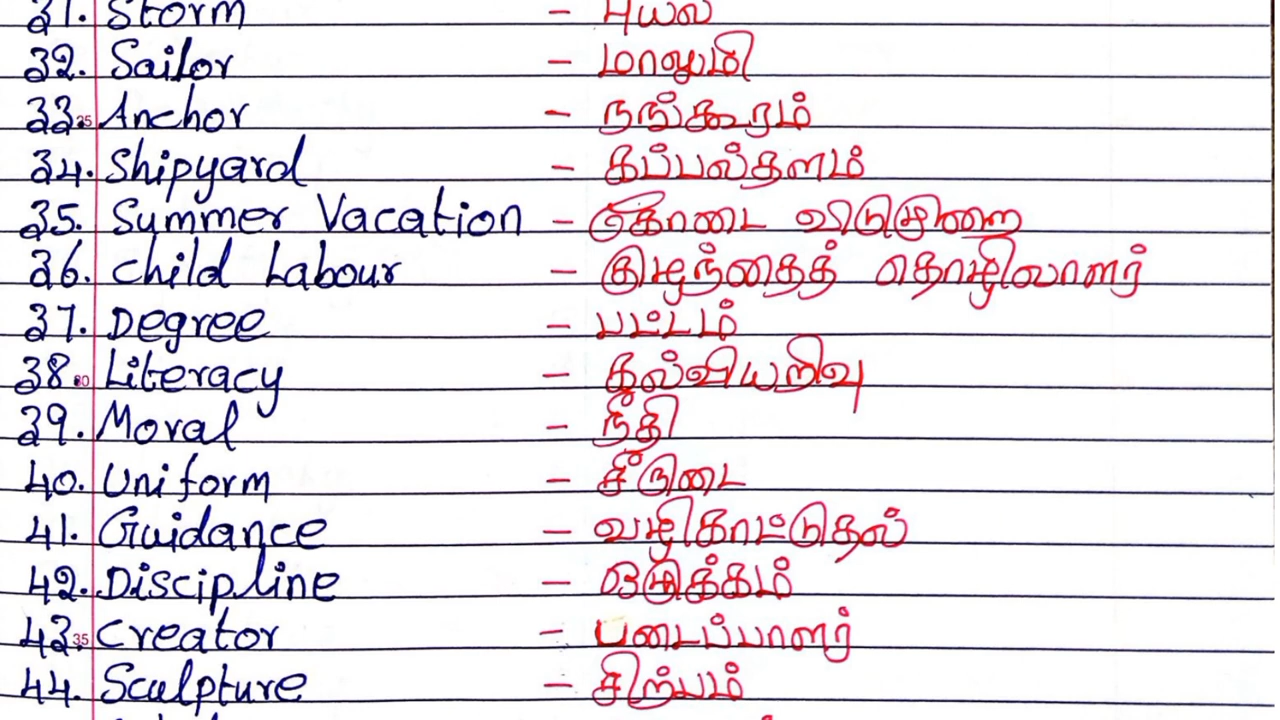 31. Storm - புயல்
32. Sailor - மாலுமி
33. Anchor - நங்கூரம்
34. Shipyard - கப்பல்தளம்
35. Summer Vacation - கோடை விடுமுறை
36. Child Labour - குழந்தைத் தொழிலாளர்
37. Degree - பட்டம்
38. Literacy - கல்வியறிவு
39. Moral - நீதி
40. Uniform - சீருடை
41. Guidance - வழிகாட்டுதல்
42. Discipline - ஒழுக்கம்
43. Creator - படைப்பாளர்
44. Sculpture - சிற்பம்